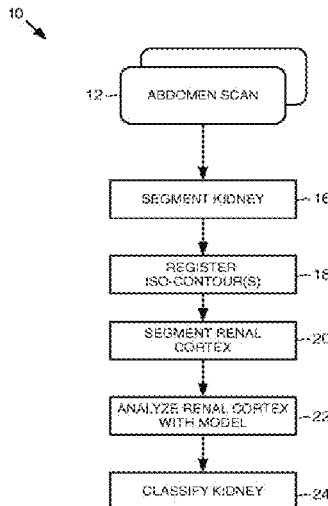 10
12 ABDOMEN SCAN
SEGMENT KIDNEY 16
REGISTER
ISO-CONTOUR(S) 18
SEGMENT RENAL
CORTEX 20
ANALYZE RENAL CORTEX
WITH MODEL 22
CLASSIFY KIDNEY 24